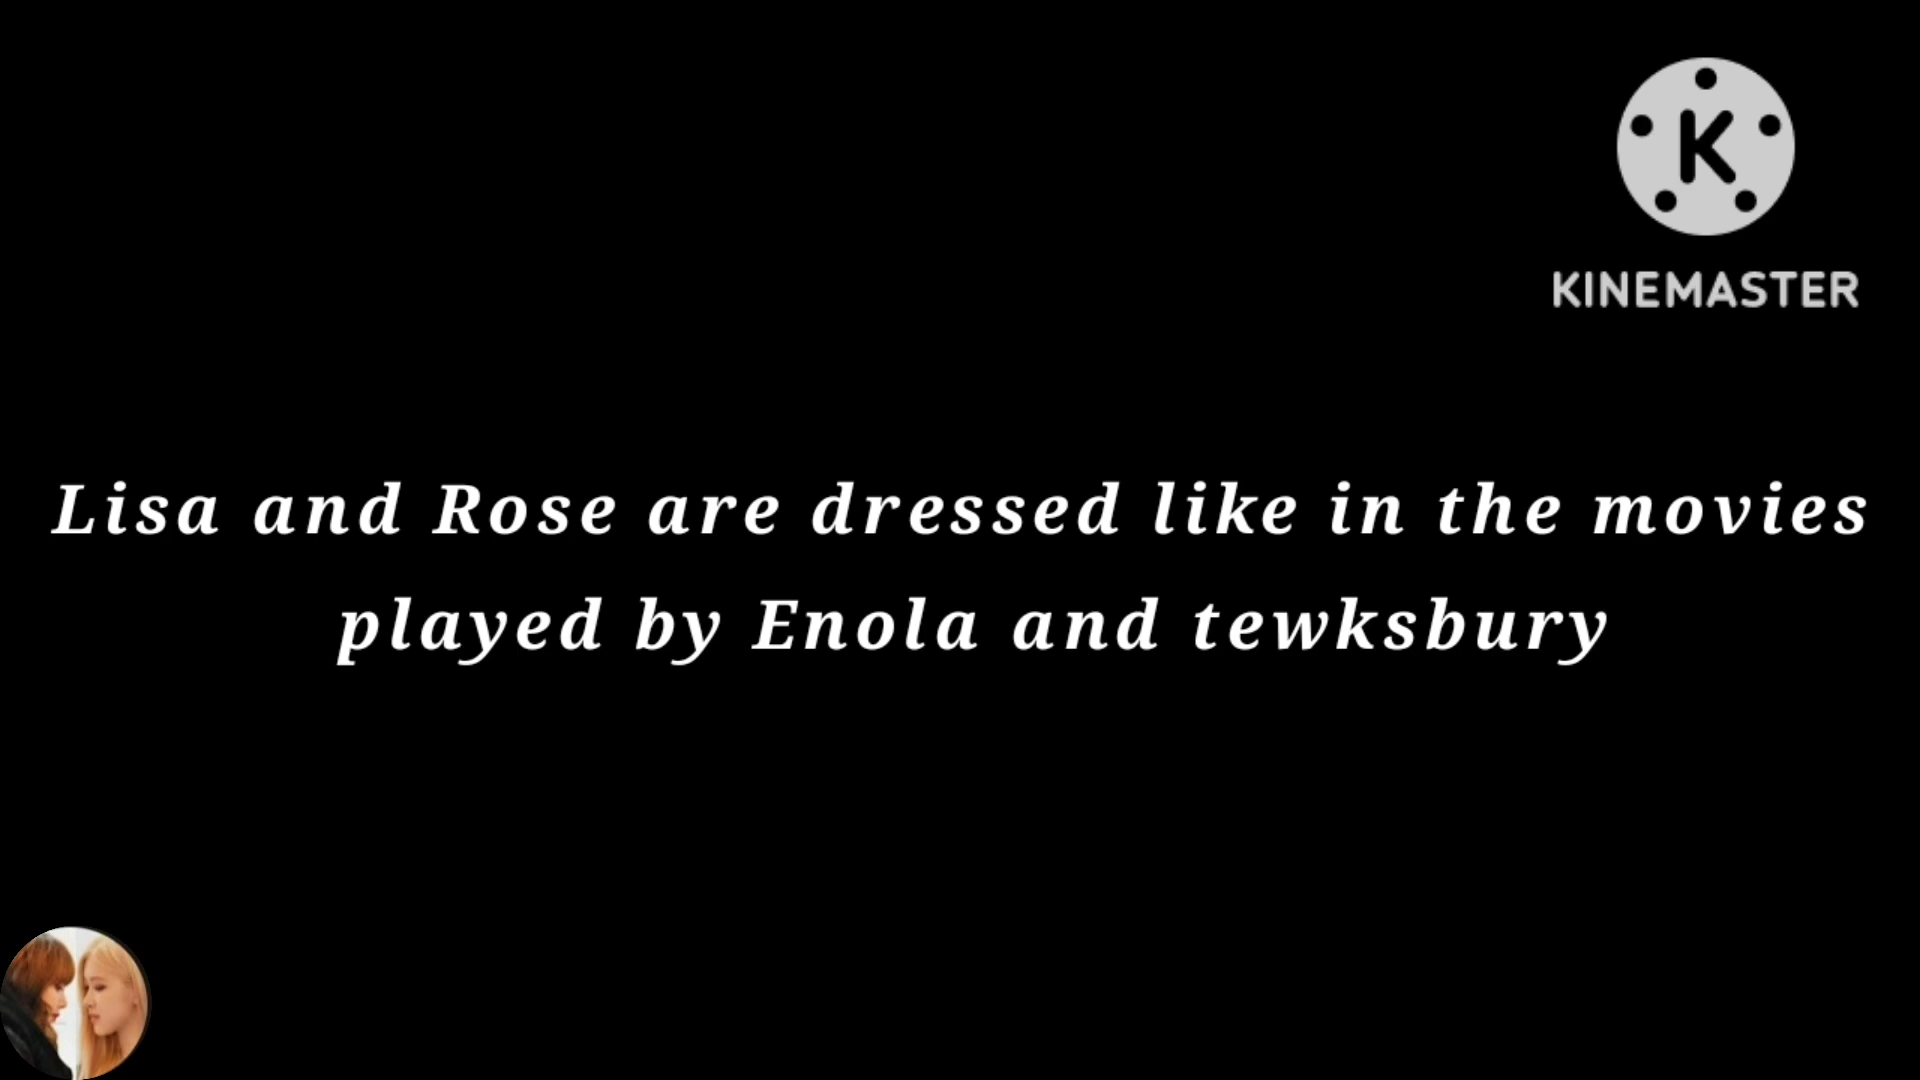 K
KINEMASTER
Lisa and Rose are dressed like in the movies
played by Enola and tewksbury